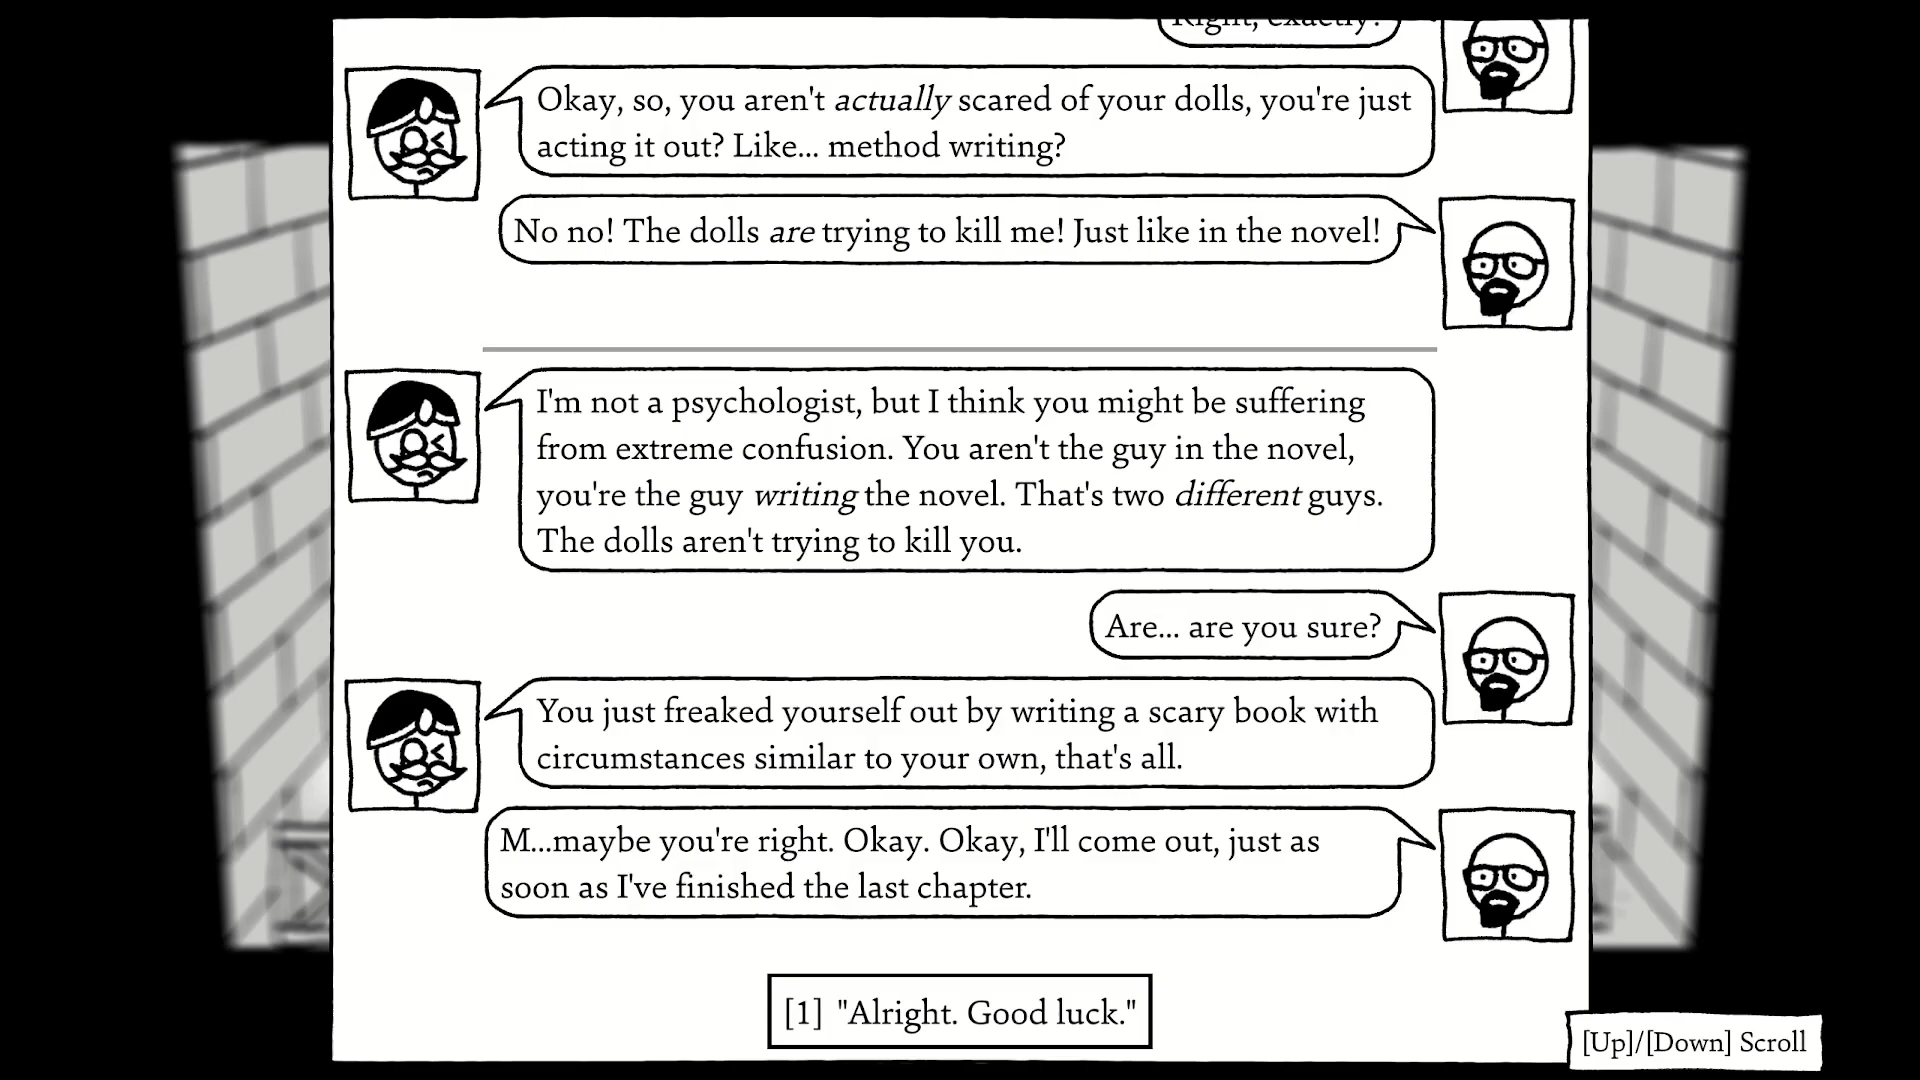 Right, exactly!
Okay, so, you aren't actually scared of your dolls, you're just
acting it out? Like... method writing?
No no! The dolls are trying to kill me! Just like in the novel!
I'm not a psychologist, but I think you might be suffering
from extreme confusion. You aren't the guy in the novel,
you're the guy writing the novel. That's two different guys.
The dolls aren't trying to kill you.
Are... are you sure?
You just freaked yourself out by writing a scary book with
circumstances similar to your own, that's all.
M...maybe you're right. Okay. Okay, I'll come out, just as
soon as I've finished the last chapter.
[1] "Alright. Good luck."
[Up]/[Down] Scroll